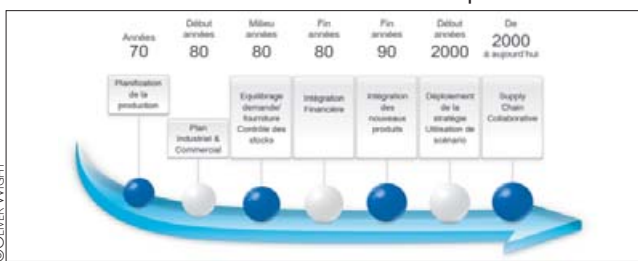 Années
70
Début
années
80
Milieu
années
80
Fin
années
80
Fin
années
90
Début
années
2000
De
2000
à aujourd'hui
Planification
de la
production
Plan
Industriel &
Commercial
Equilibrage
demande/
fourniture
Contrôle des
stocks
Intégration
Financière
Intégration
des
nouveaux
produits
Déploiement
de la
stratégie
Utilisation de
scénario
Supply
Chain
Collaborative
©OLIVER WIGHT